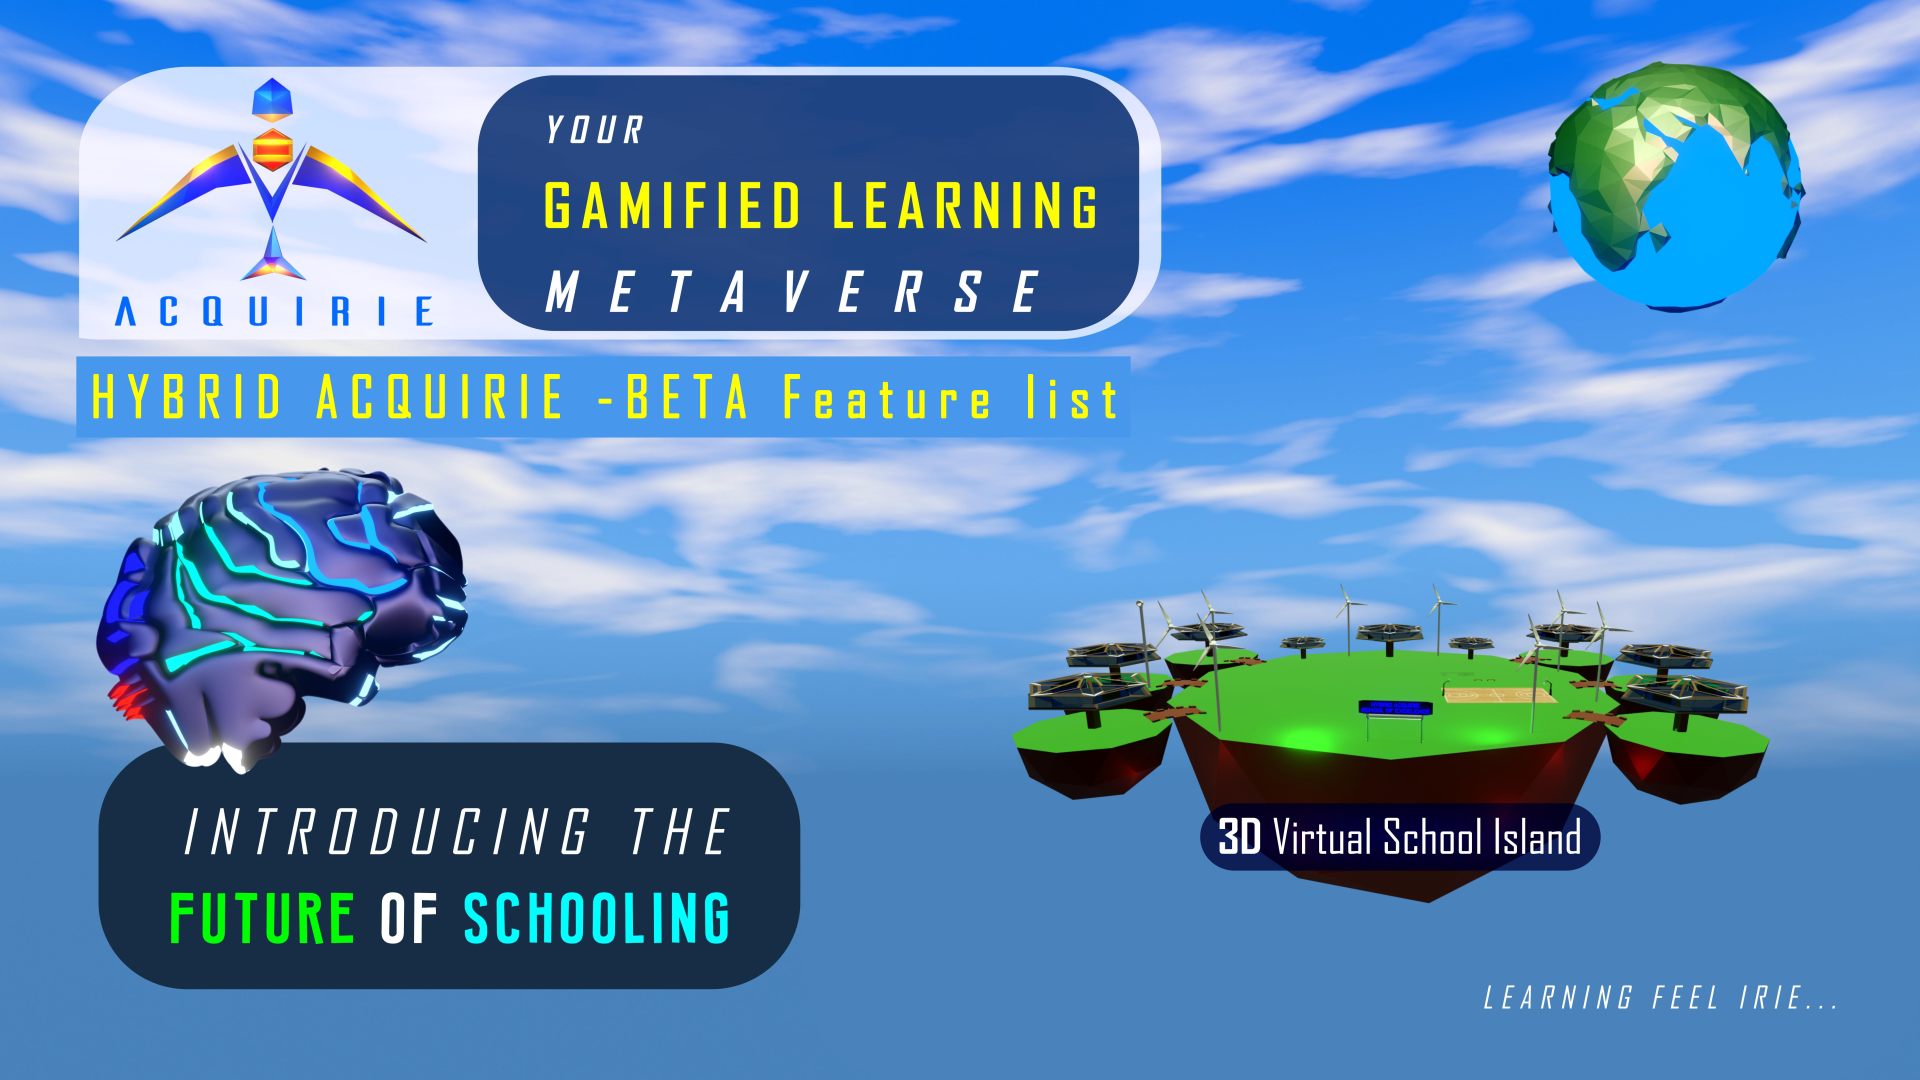 ACQUIRIE
YOUR
GAMIFIED LEARNING
METAVERSE
HYBRID ACQUIRIE -BETA Feature list
INTRODUCING THE
FUTURE OF SCHOOLING
3D Virtual School Island
LEARNING FEEL IRIE...